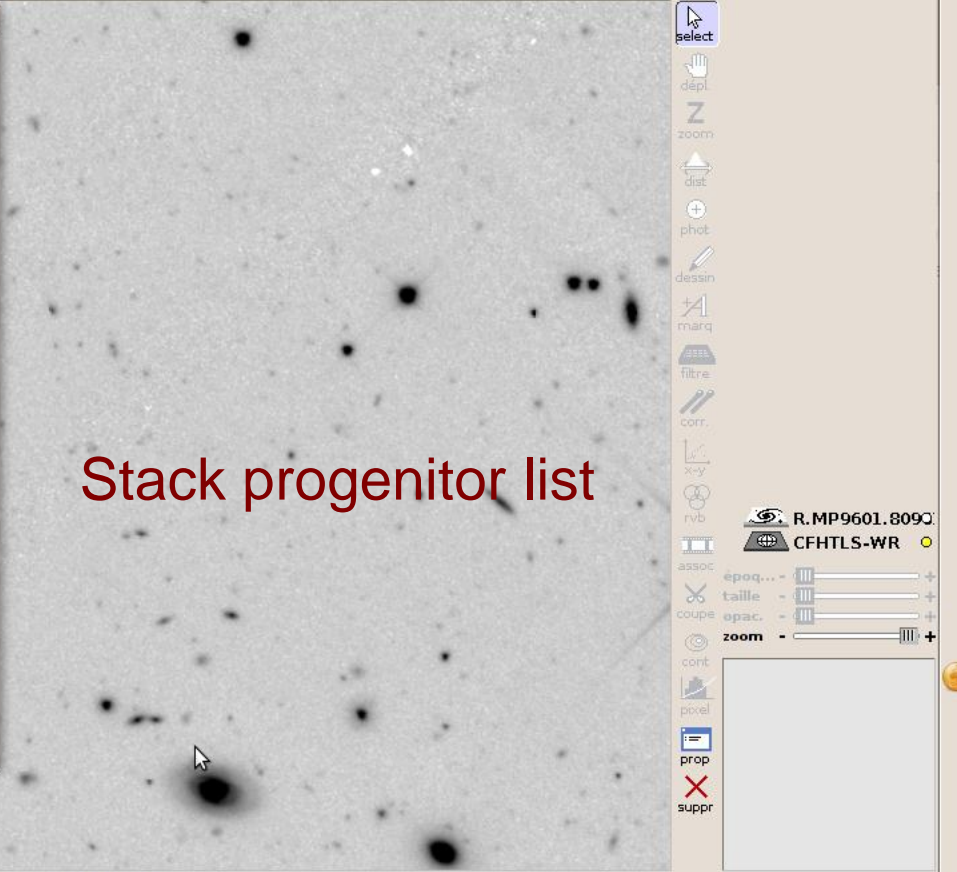 select
dépl.
zoom
dist
phot
dessin
marq
filtre
corr.
x-y
rvb
assoc
coupe
cont
pixel
prop
suppr
Stack progenitor list
R.MP9601.809
CFHTLS-WR
époq... - +
taille - +
opac. - +
zoom - +